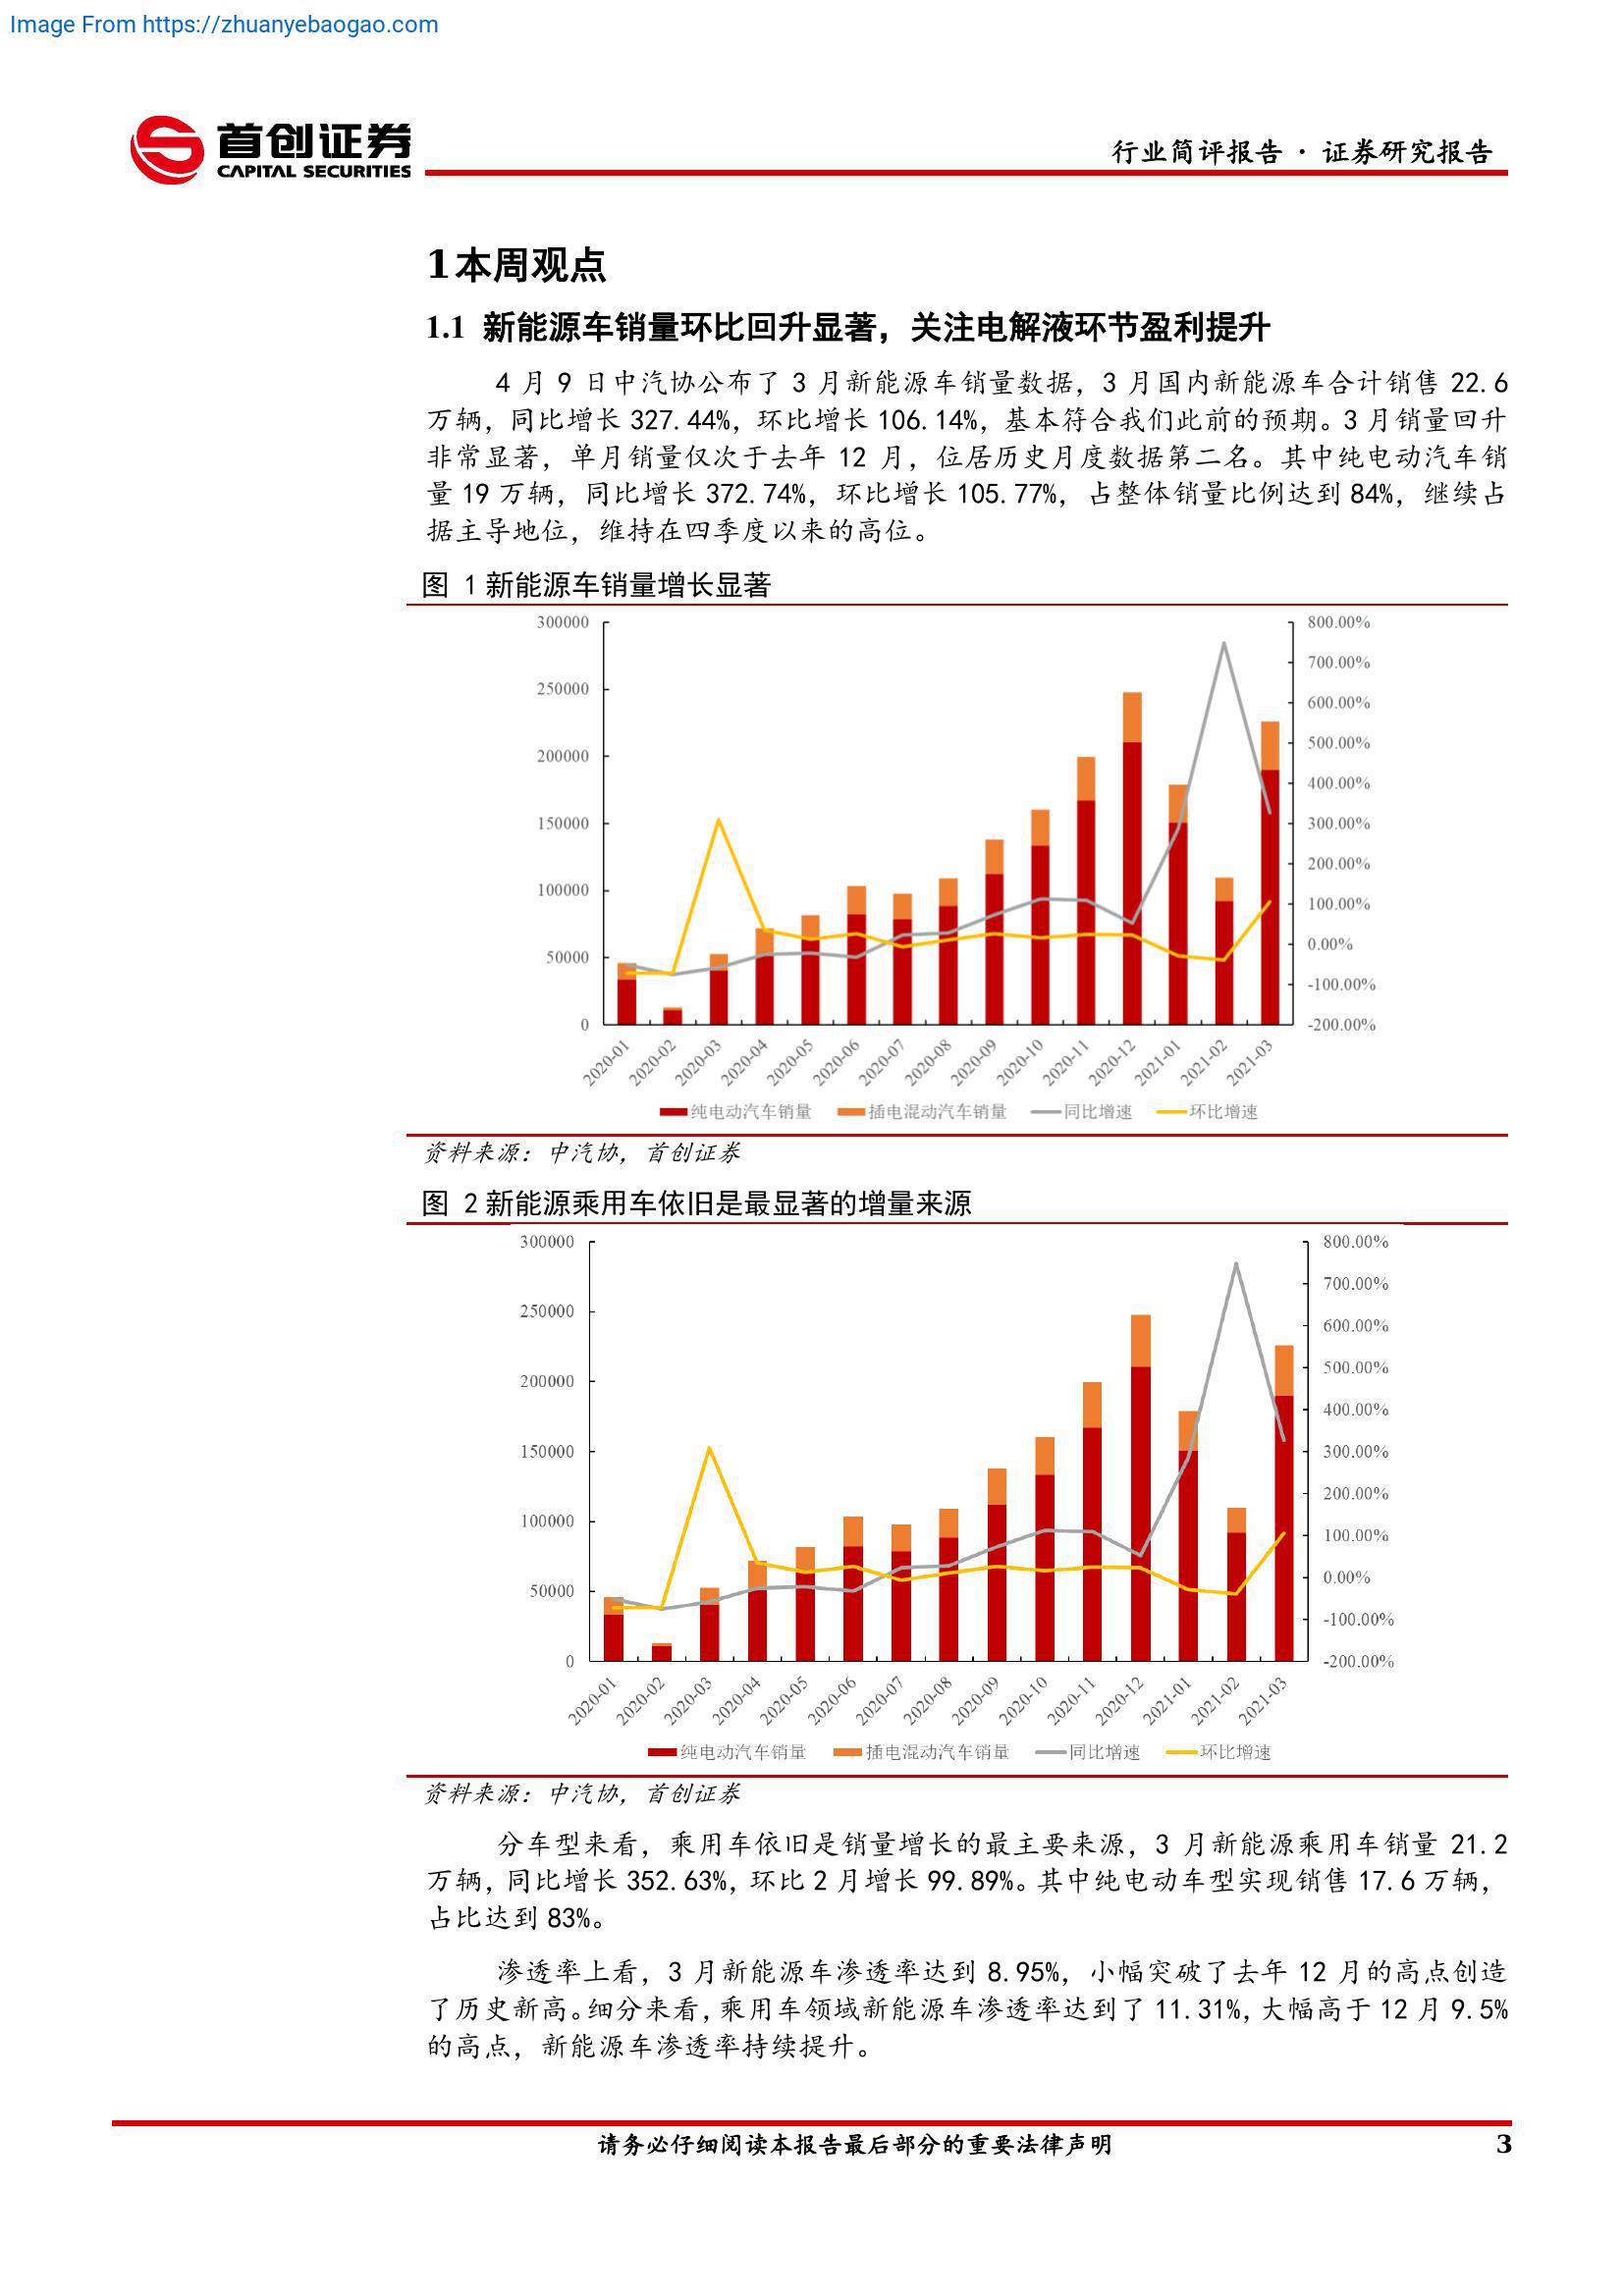 Image From https://zhuanyebaogao.com
首创证券
CAPITAL SECURITIES
行业简评报告 · 证券研究报告
1本周观点
1.1 新能源车销量环比回升显著，关注电解液环节盈利提升
4 月 9 日中汽协公布了 3 月新能源车销量数据，3 月国内新能源车合计销售 22.6
万辆，同比增长 327.44%，环比增长 106.14%，基本符合我们此前的预期。3 月销量回升
非常显著，单月销量仅次于去年 12 月，位居历史月度数据第二名。其中纯电动汽车销
量 19 万辆，同比增长 372.74%，环比增长 105.77%，占整体销量比例达到 84%，继续占
据主导地位，维持在四季度以来的高位。
图 1 新能源车销量增长显著
300000
250000
200000
150000
100000
50000
0
800.00%
700.00%
600.00%
500.00%
400.00%
300.00%
200.00%
100.00%
0.00%
-100.00%
-200.00%
2020-01 2020-02 2020-03 2020-04 2020-05 2020-06 2020-07 2020-08 2020-09 2020-10 2020-11 2020-12 2021-01 2021-02 2021-03
纯电动汽车销量 插电混动汽车销量 同比增速 环比增速
资料来源：中汽协，首创证券
图 2 新能源乘用车依旧是最显著的增量来源
300000
250000
200000
150000
100000
50000
0
800.00%
700.00%
600.00%
500.00%
400.00%
300.00%
200.00%
100.00%
0.00%
-100.00%
-200.00%
2020-01 2020-02 2020-03 2020-04 2020-05 2020-06 2020-07 2020-08 2020-09 2020-10 2020-11 2020-12 2021-01 2021-02 2021-03
纯电动汽车销量 插电混动汽车销量 同比增速 环比增速
资料来源：中汽协，首创证券
分车型来看，乘用车依旧是销量增长的最主要来源，3 月新能源乘用车销量 21.2
万辆，同比增长 352.63%，环比 2 月增长 99.89%。其中纯电动车型实现销售 17.6 万辆，
占比达到 83%。
渗透率上看，3 月新能源车渗透率达到 8.95%，小幅突破了去年 12 月的高点创造
了历史新高。细分来看，乘用车领域新能源车渗透率达到了 11.31%，大幅高于 12 月 9.5%
的高点，新能源车渗透率持续提升。
请务必仔细阅读本报告最后部分的重要法律声明
3